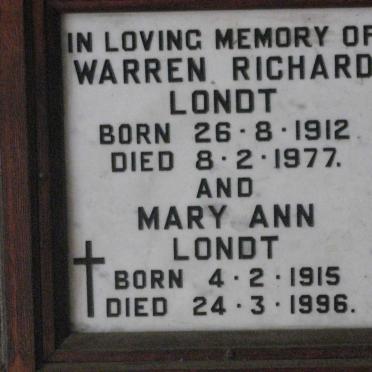 IN LOVING MEMORY OF
WARREN RICHARD
LONDT
BORN 26·8·1912
DIED 8·2·1977.
AND
MARY ANN
LONDT
BORN 4·2·1915
DIED 24·3·1996.